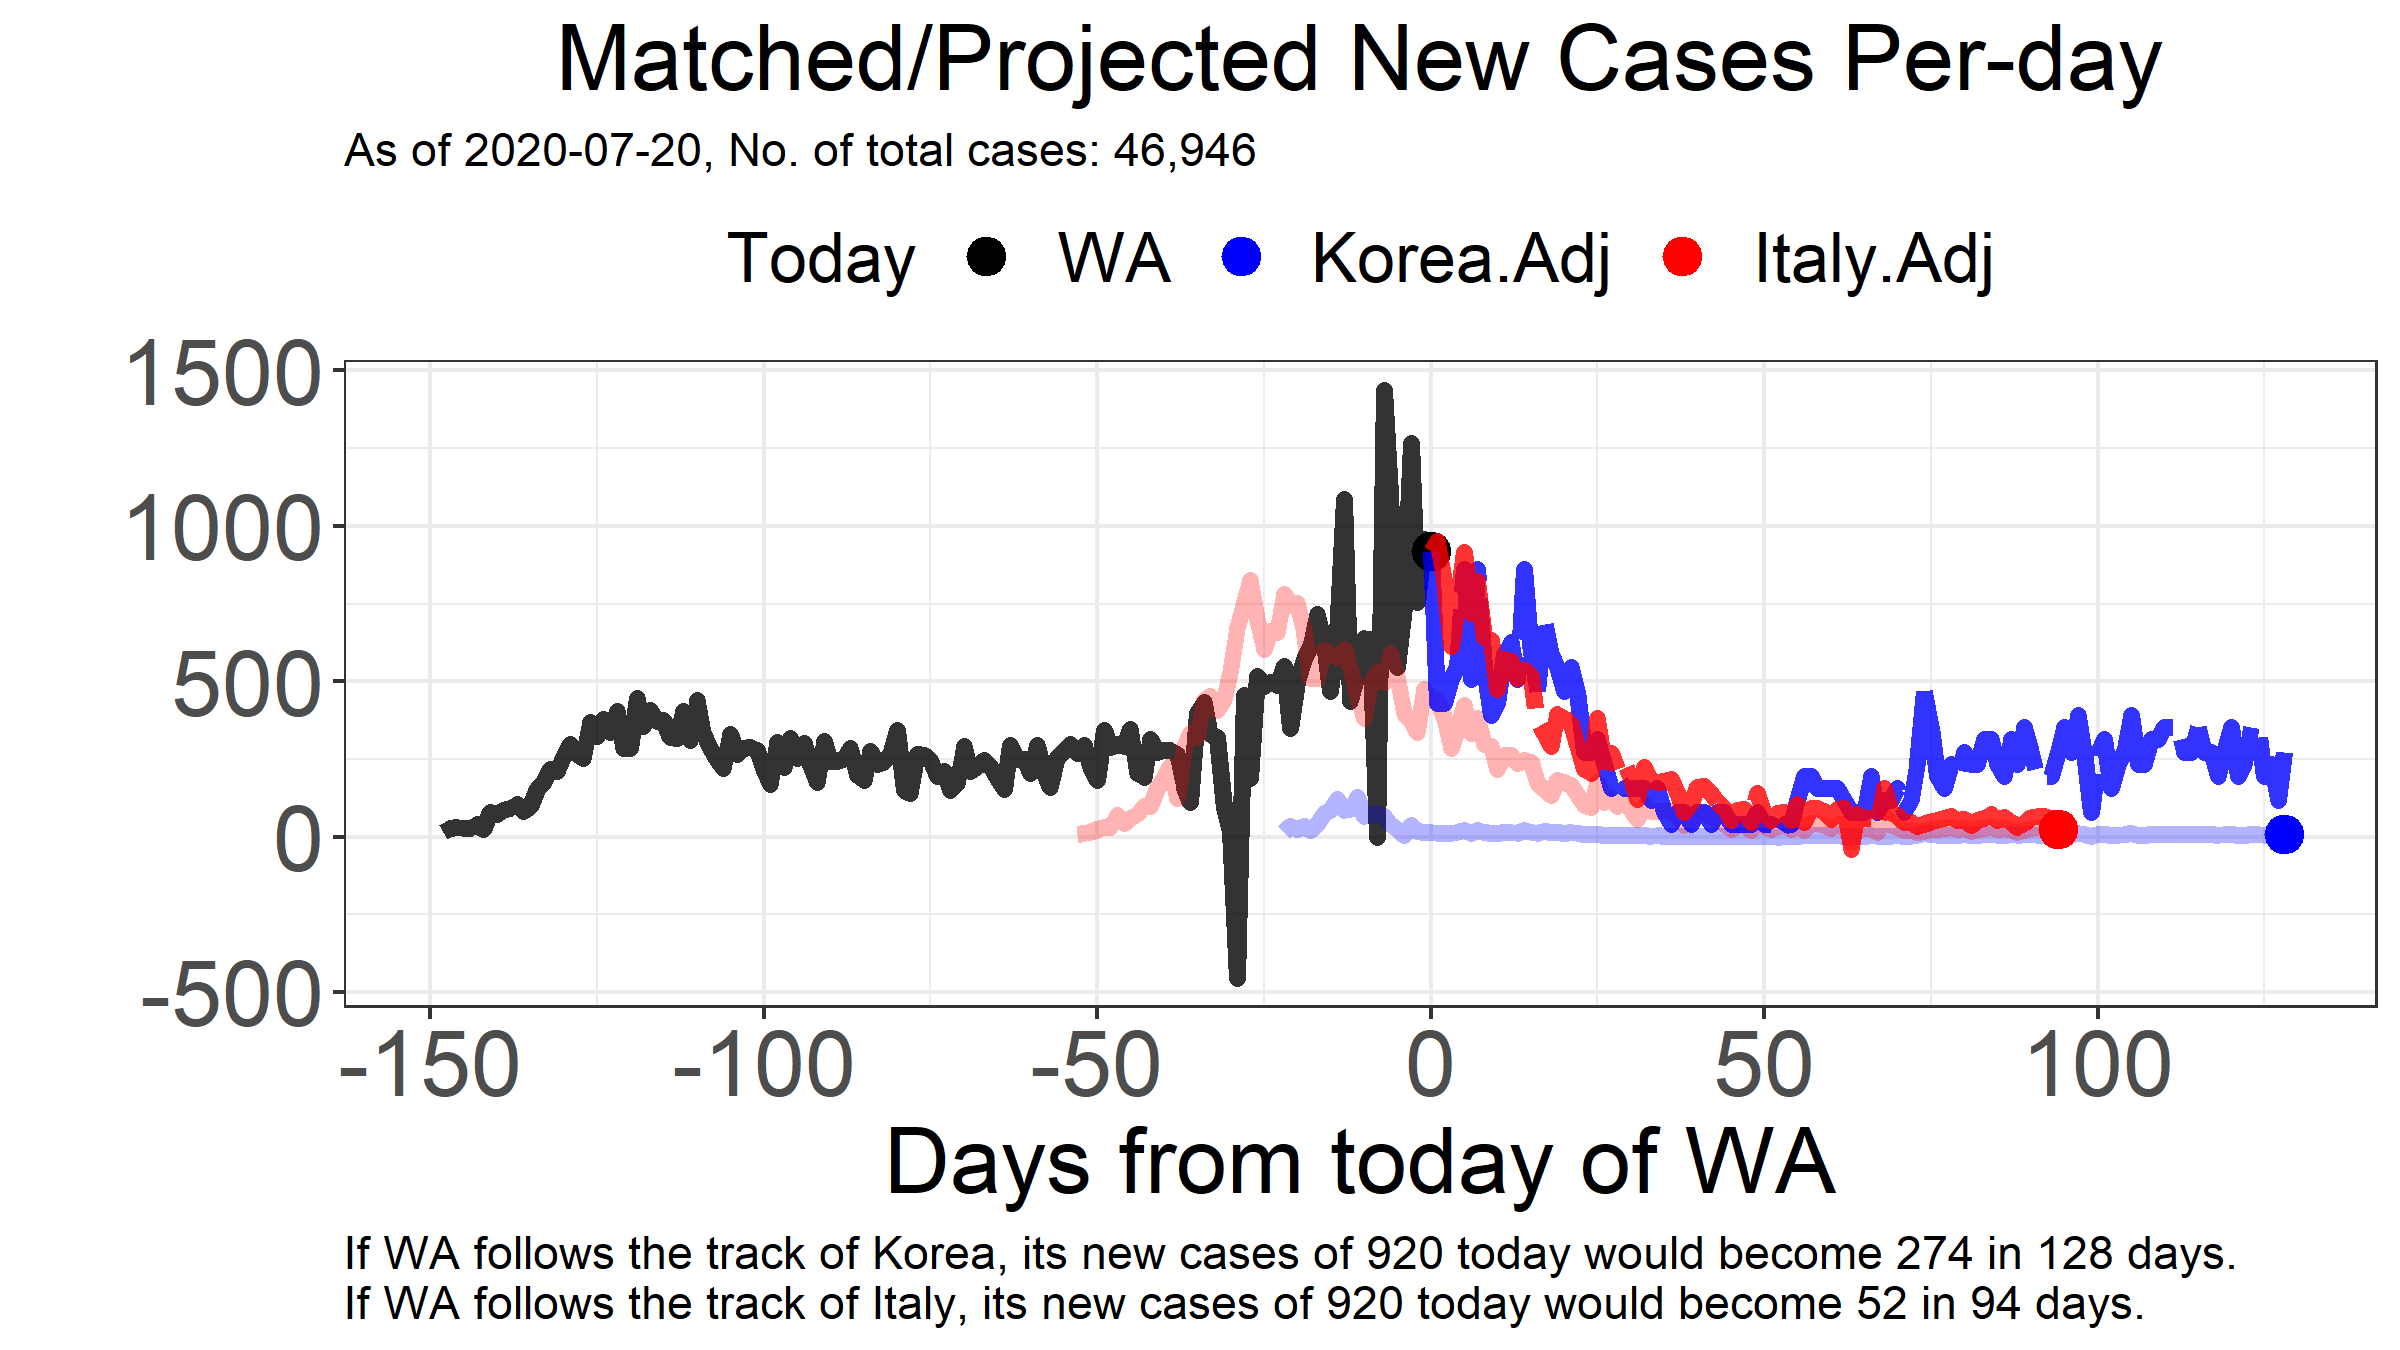 Matched/Projected New Cases Per-day
As of 2020-07-20, No. of total cases: 46,946
Today WA Korea.Adj Italy.Adj
1500
1000
500
0
-500
-150 -100 -50 0 50 100
Days from today of WA
If WA follows the track of Korea, its new cases of 920 today would become 274 in 128 days.
If WA follows the track of Italy, its new cases of 920 today would become 52 in 94 days.